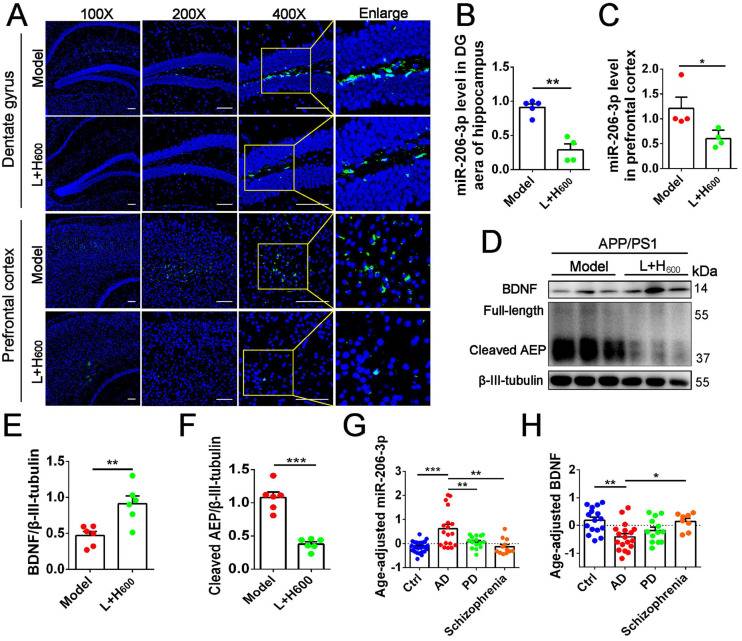 A
100X 200X 400X Enlarge
Dentate gyrus
Model
L+H600
Prefrontal cortex
Model
L+H600
B
miR-206-3p level in DG
aera of hippocampus
1.5
1.0
0.5
0.0
**
Model
L+H600
C
miR-206-3p level
in prefrontal cortex
2.0
1.5
1.0
0.5
0.0
*
Model
L+H600
D
APP/PS1
Model L+H600 kDa
BDNF 14
Full-length 55
Cleaved AEP 37
β-III-tubulin 55
E
BDNF/β-III-tubulin
1.5
1.0
0.5
0.0
**
Model
L+H600
F
Cleaved AEP/β-III-tubulin
1.5
1.0
0.5
0.0
***
Model
L+H600
G
Age-adjusted miR-206-3p
3
2
1
0
-1
*** **
**
Ctrl
AD
PD
Schizophrenia
H
Age-adjusted BDNF
2
1
0
-1
** *
Ctrl
AD
PD
Schizophrenia